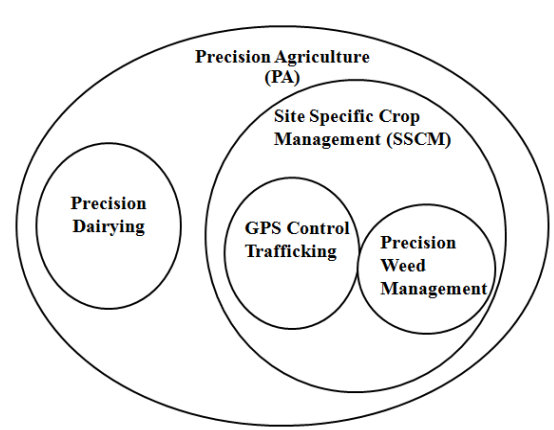 Precision Agriculture
(PA)
Site Specific Crop
Management (SSCM)
Precision
Dairying
GPS Control
Trafficking
Precision
Weed
Management